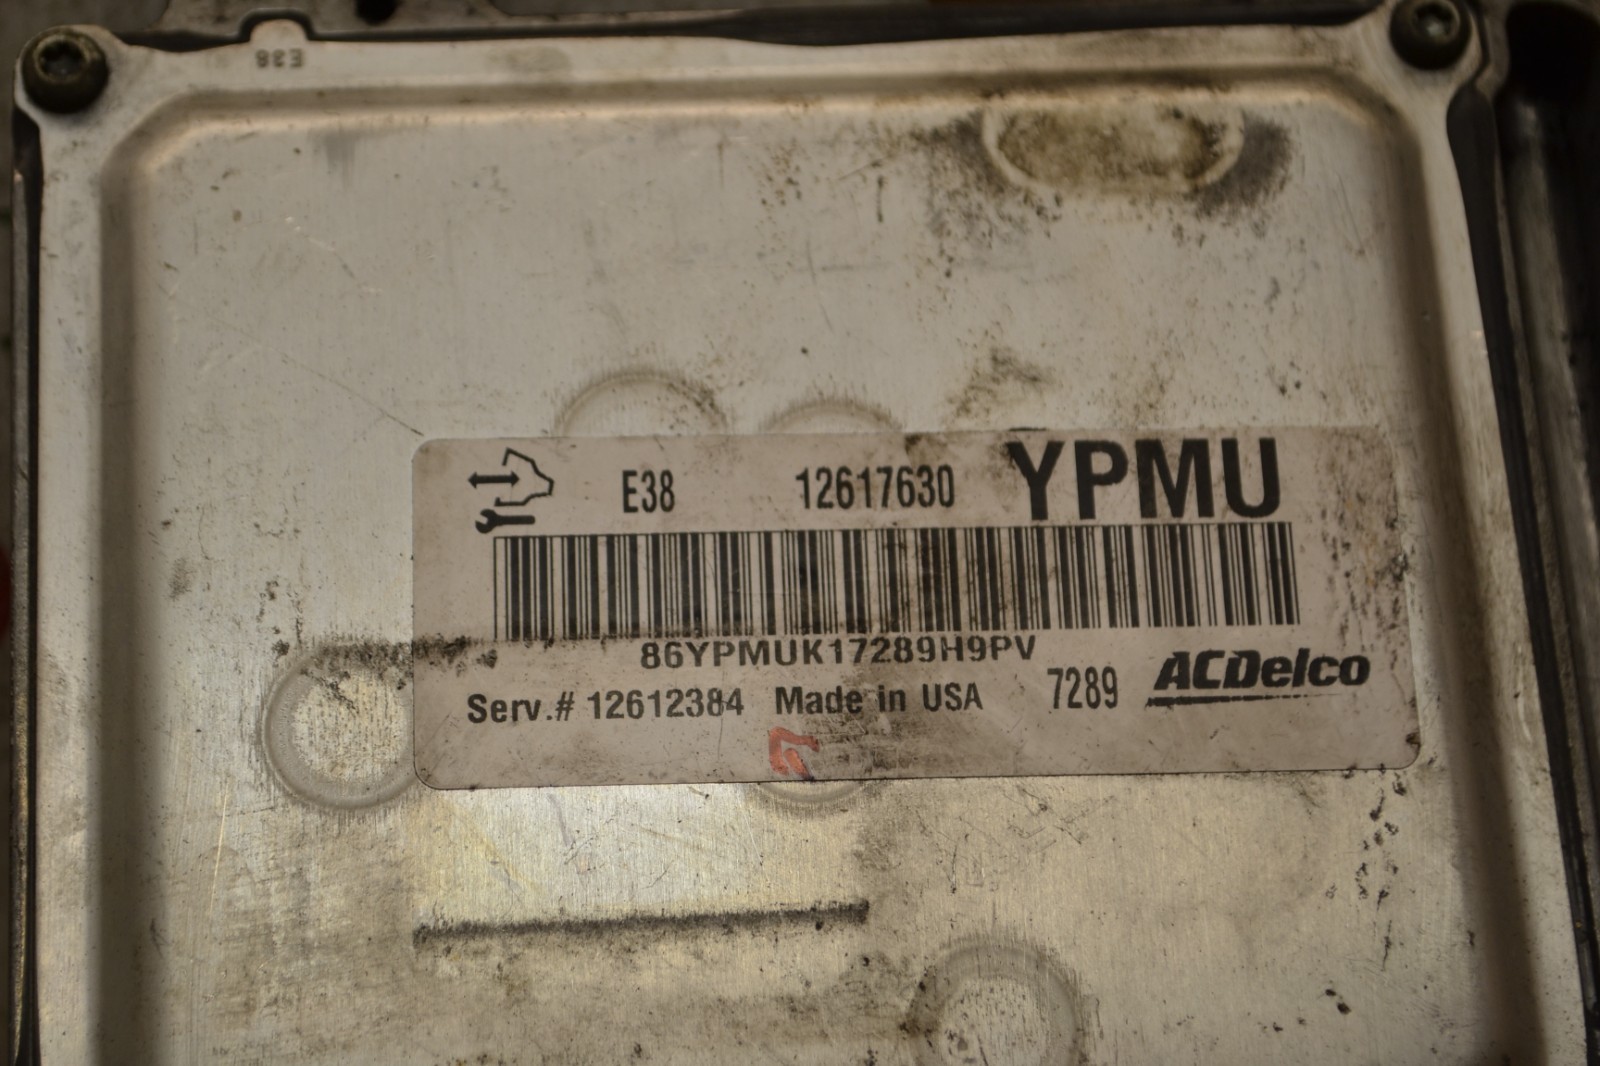 E38
E38 12617630 YPMU
86YPMUK17289H9PV
Serv.# 12612384 Made in USA 7289 ACDelco